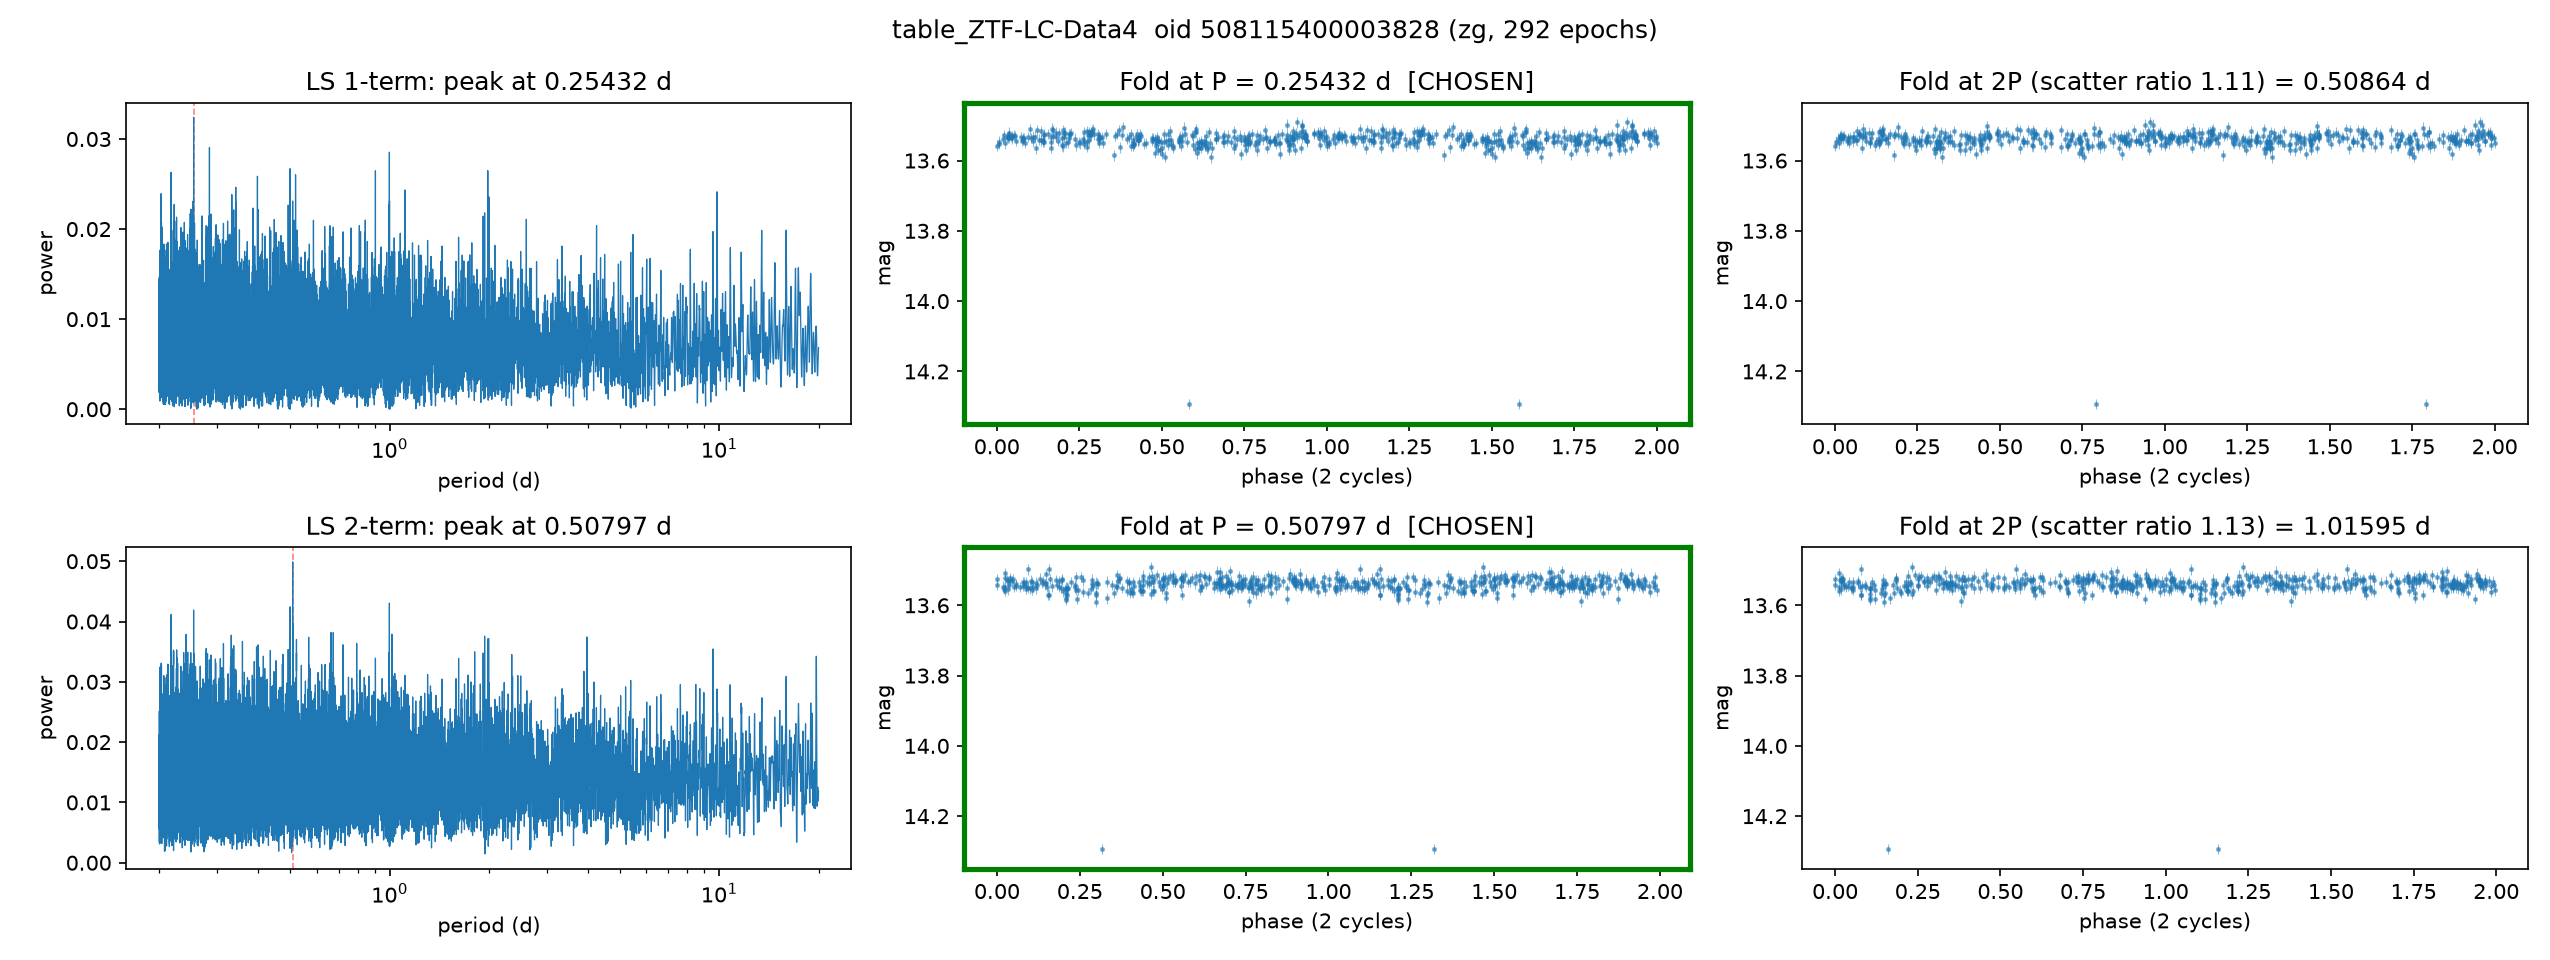 table_ZTF-LC-Data4  oid 508115400003828 (zg, 292 epochs)
LS 1-term: peak at 0.25432 d
Fold at P = 0.25432 d  [CHOSEN]
Fold at 2P (scatter ratio 1.11) = 0.50864 d
power
0.03
0.02
0.01
0.00
10⁰
10¹
period (d)
mag
13.6
13.8
14.0
14.2
0.00 0.25 0.50 0.75 1.00 1.25 1.50 1.75 2.00
phase (2 cycles)
mag
13.6
13.8
14.0
14.2
0.00 0.25 0.50 0.75 1.00 1.25 1.50 1.75 2.00
phase (2 cycles)
LS 2-term: peak at 0.50797 d
Fold at P = 0.50797 d  [CHOSEN]
Fold at 2P (scatter ratio 1.13) = 1.01595 d
power
0.05
0.04
0.03
0.02
0.01
0.00
10⁰
10¹
period (d)
mag
13.6
13.8
14.0
14.2
0.00 0.25 0.50 0.75 1.00 1.25 1.50 1.75 2.00
phase (2 cycles)
mag
13.6
13.8
14.0
14.2
0.00 0.25 0.50 0.75 1.00 1.25 1.50 1.75 2.00
phase (2 cycles)